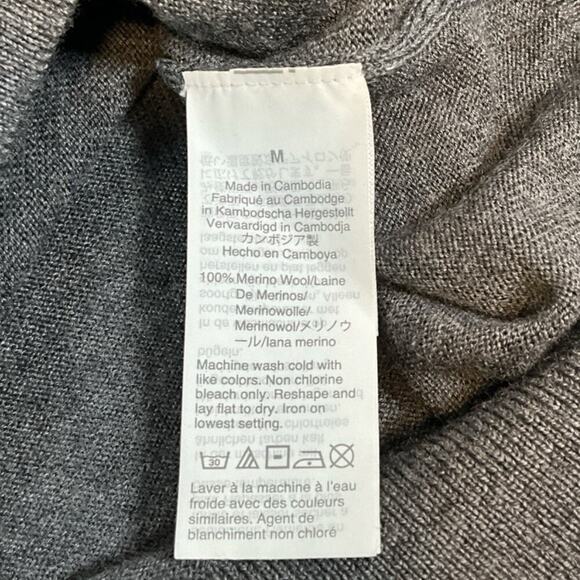 M
Made in Cambodia
Fabriqué au Cambodge
in Kambodscha Hergestellt
Vervaardigd in Cambodja
カンボジア製
Hecho en Camboya
100% Merino Wool/Laine
De Merinos/
Merinowolle/
Merinowol/メリノウ
ール/lana merino
Machine wash cold with
like colors. Non chlorine
bleach only. Reshape and
lay flat to dry. Iron on
lowest setting.
30
Laver à la machine à l'eau
froide avec des couleurs
similaires. Agent de
blanchiment non chloré